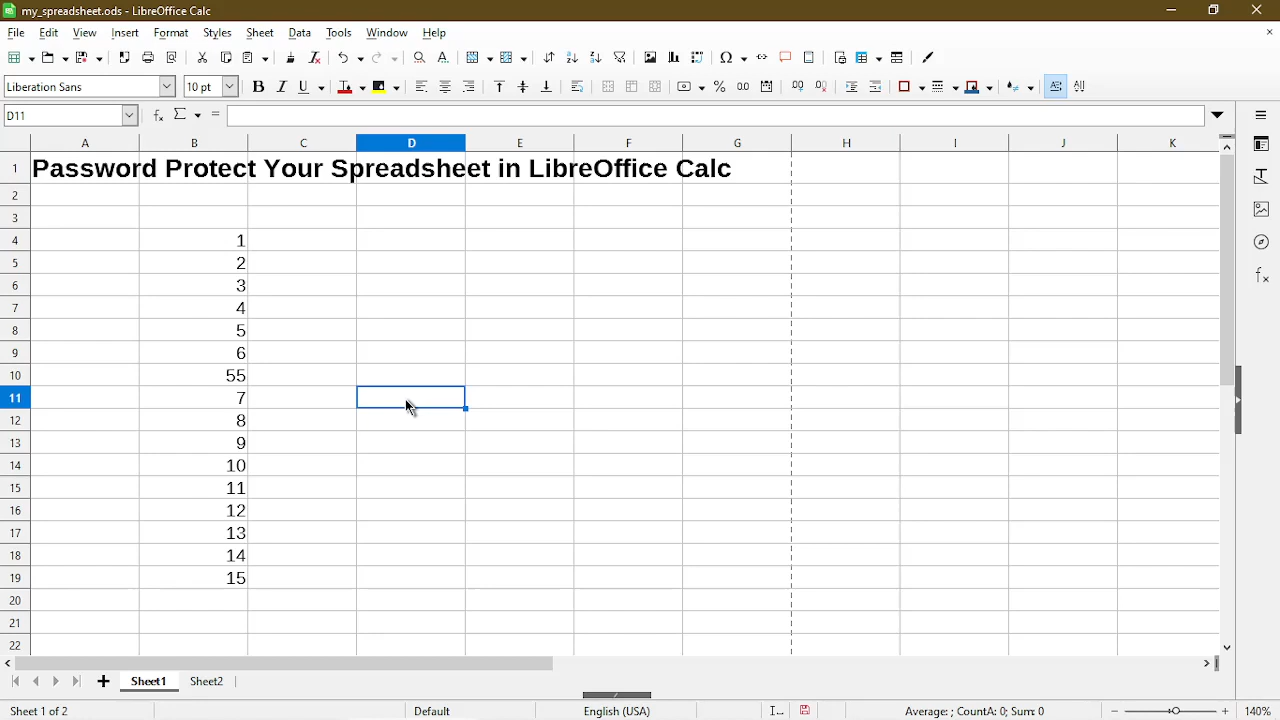 my_spreadsheet.ods - LibreOffice Calc
File Edit View Insert Format Styles Sheet Data Tools Window Help
Liberation Sans 10 pt
D11
A B C D E F G H I J K
1 Password Protect Your Spreadsheet in LibreOffice Calc
2
3
4 1
5 2
6 3
7 4
8 5
9 6
10 55
11 7
12 8
13 9
14 10
15 11
16 12
17 13
18 14
19 15
20
21
22
Sheet1 Sheet2
Sheet 1 of 2 Default English (USA) Average: ; CountA: 0; Sum: 0 140%